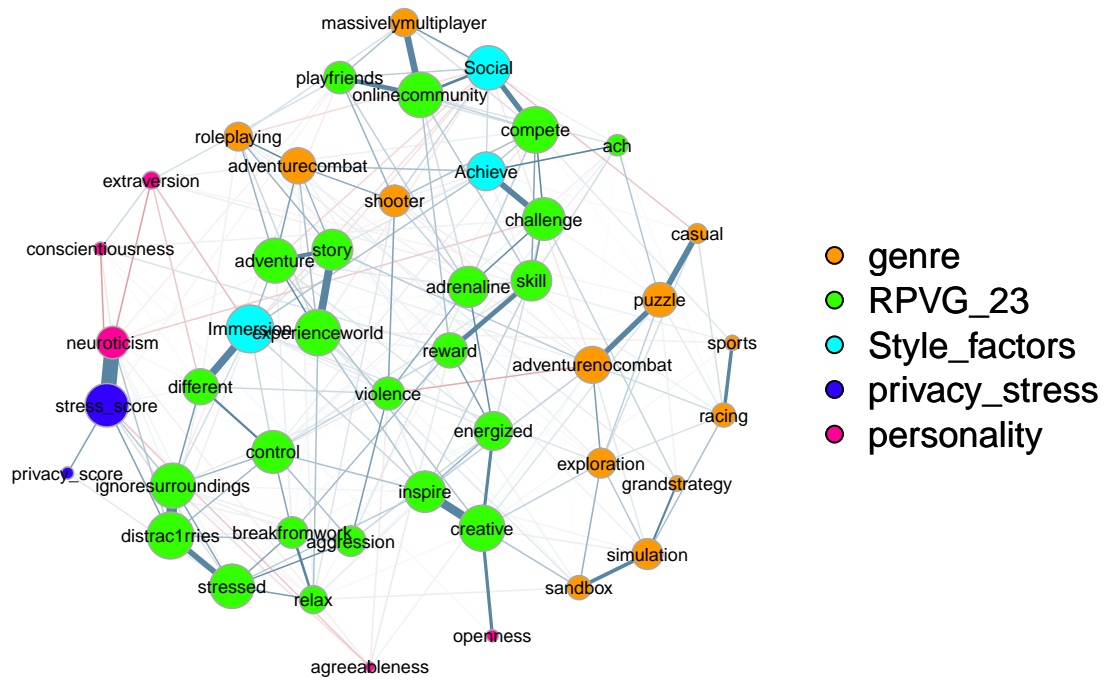 massivelymultiplayer
Social
playfriends
onlinecommunity
compete
roleplaying
ach
adventurecombat
Achieve
extraversion
shooter
challenge
casual
conscientiousness
story
adventure
skill
adrenaline
puzzle
Immersion
experienceworld
neuroticism
reward
sports
adventurenocombat
different
violence
stress_score
racing
energized
control
exploration
privacy_score
ignoresurroundings
inspire
grandstrategy
distrac1rries
breakfromwork
aggression
creative
simulation
stressed
relax
sandbox
openness
agreeableness
genre
RPVG_23
Style_factors
privacy_stress
personality